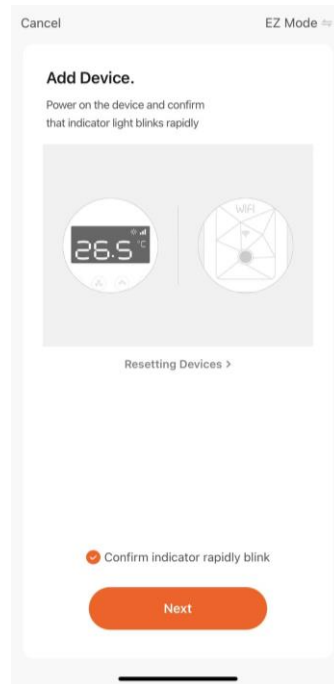 Cancel
EZ Mode
Add Device.
Power on the device and confirm
that indicator light blinks rapidly
26.5 °C
WIFI
Resetting Devices >
Confirm indicator rapidly blink
Next